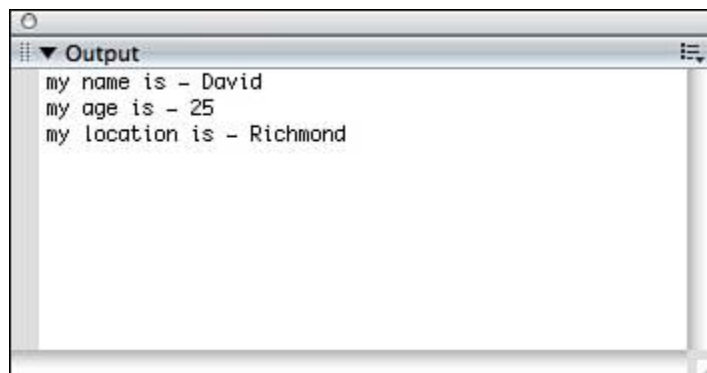 Output
my name is - David
my age is - 25
my location is - Richmond